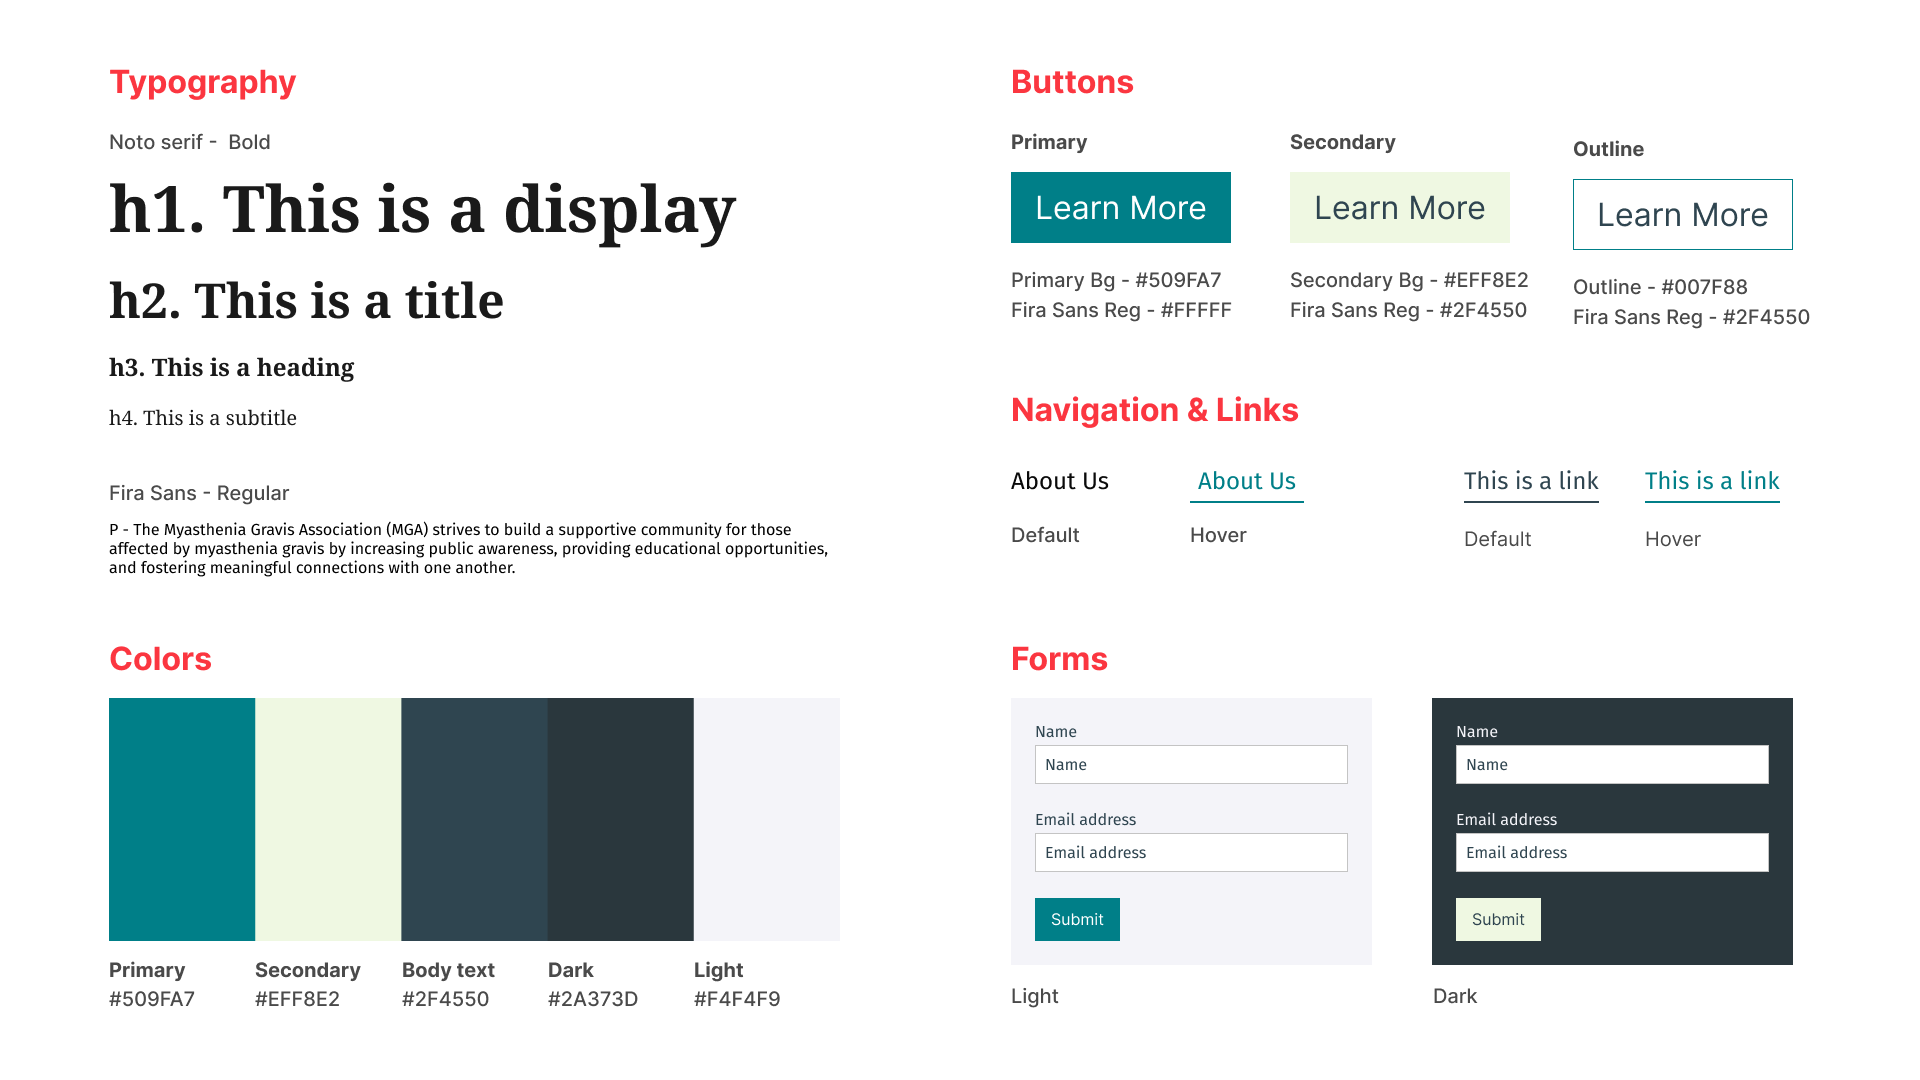 Typography
Noto serif -  Bold
h1. This is a display
h2. This is a title
h3. This is a heading
h4. This is a subtitle
Fira Sans - Regular
P - The Myasthenia Gravis Association (MGA) strives to build a supportive community for those
affected by myasthenia gravis by increasing public awareness, providing educational opportunities,
and fostering meaningful connections with one another.
Colors
Primary
#509FA7
Secondary
#EFF8E2
Body text
#2F4550
Dark
#2A373D
Light
#F4F4F9
Buttons
Primary
Learn More
Primary Bg - #509FA7
Fira Sans Reg - #FFFFF
Secondary
Learn More
Secondary Bg - #EFF8E2
Fira Sans Reg - #2F4550
Outline
Learn More
Outline - #007F88
Fira Sans Reg - #2F4550
Navigation & Links
About Us
Default
About Us
Hover
This is a link
Default
This is a link
Hover
Forms
Name
Name
Email address
Email address
Submit
Light
Name
Name
Email address
Email address
Submit
Dark